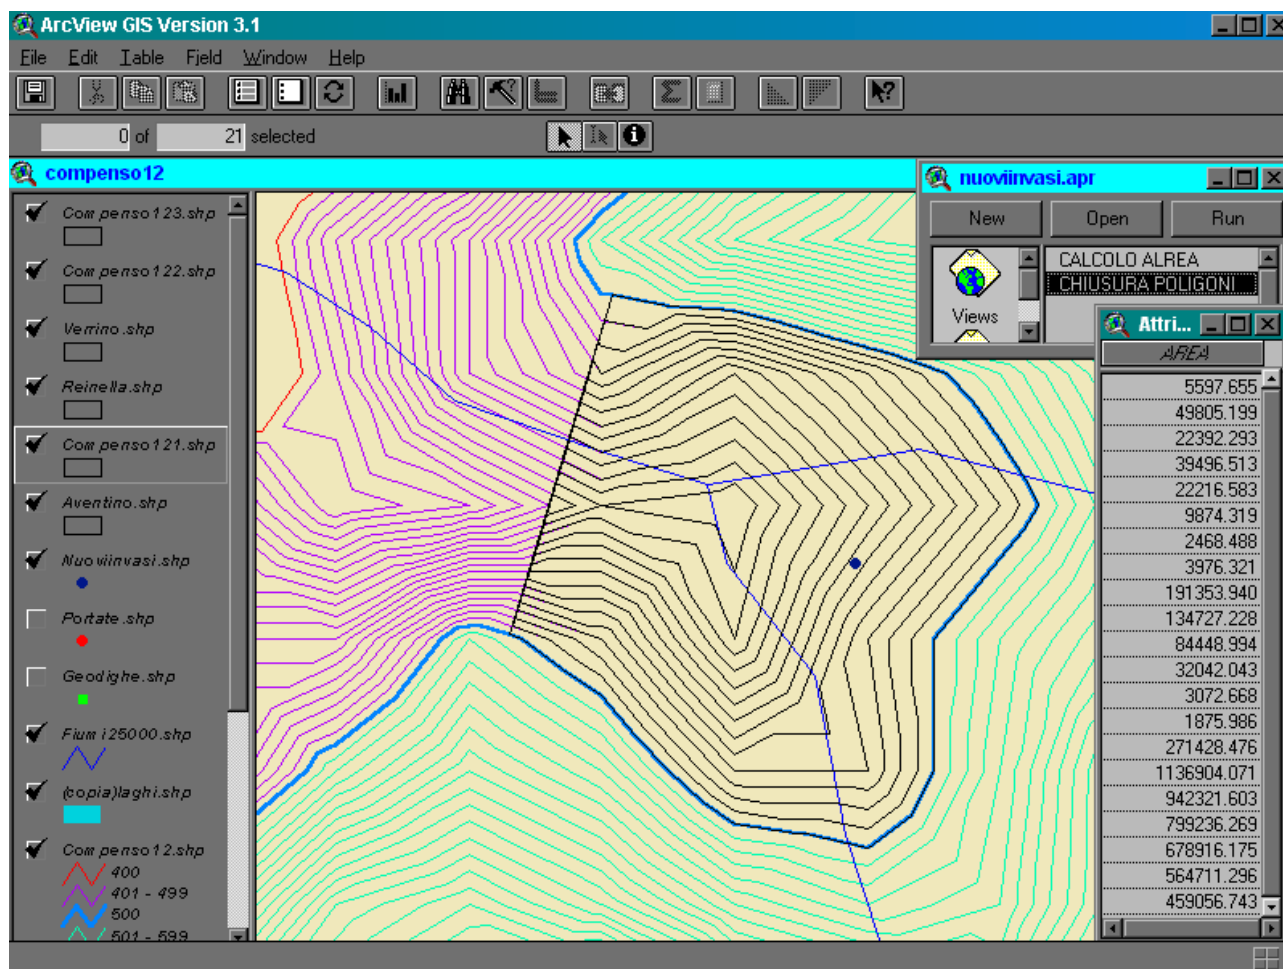 ArcView GIS Version 3.1
File Edit Table Field Window Help
0 of 21 selected
compenso12
Compenso123.shp
Compenso122.shp
Verrino.shp
Reinella.shp
Compenso121.shp
Aventino.shp
Nuoviinvasi.shp
Portate.shp
Geodighe.shp
Fiumi25000.shp
(copia)laghi.shp
Compenso12.shp
400
401 - 499
500
501 - 599
nuoviinvasi.apr
New Open Run
Views
CALCOLO ALREA
CHIUSURA POLIGONI
Attri...
AREA
5597.655
49805.199
22392.293
39496.513
22216.583
9874.319
2468.488
3976.321
191353.940
134727.228
84448.994
32042.043
3072.668
1875.986
271428.476
1136904.071
942321.603
799236.269
678916.175
564711.296
459056.743